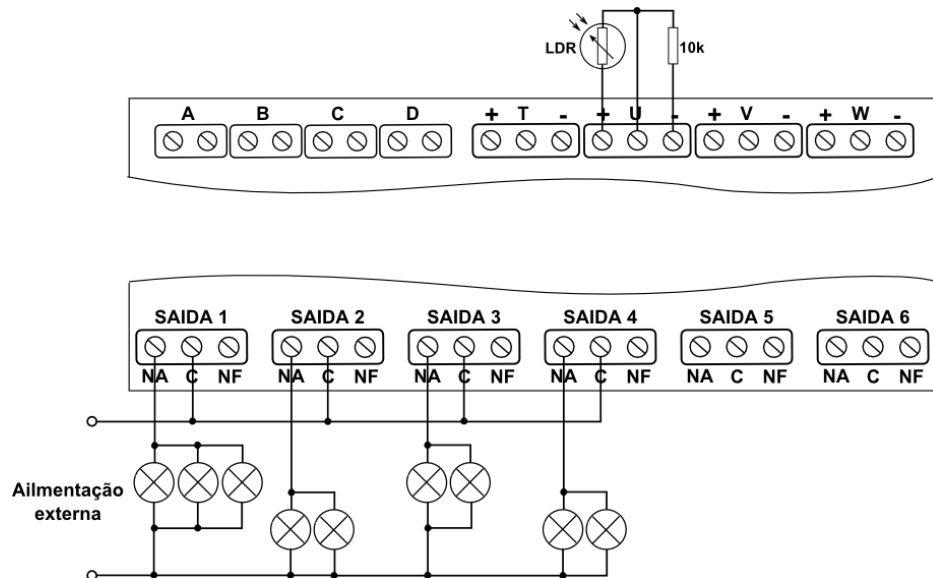 LDR 10k
A B C D + T - + U - + V - + W -
SAIDA 1 SAIDA 2 SAIDA 3 SAIDA 4 SAIDA 5 SAIDA 6
NA C NF NA C NF NA C NF NA C NF NA C NF NA C NF
Ailmentação
externa